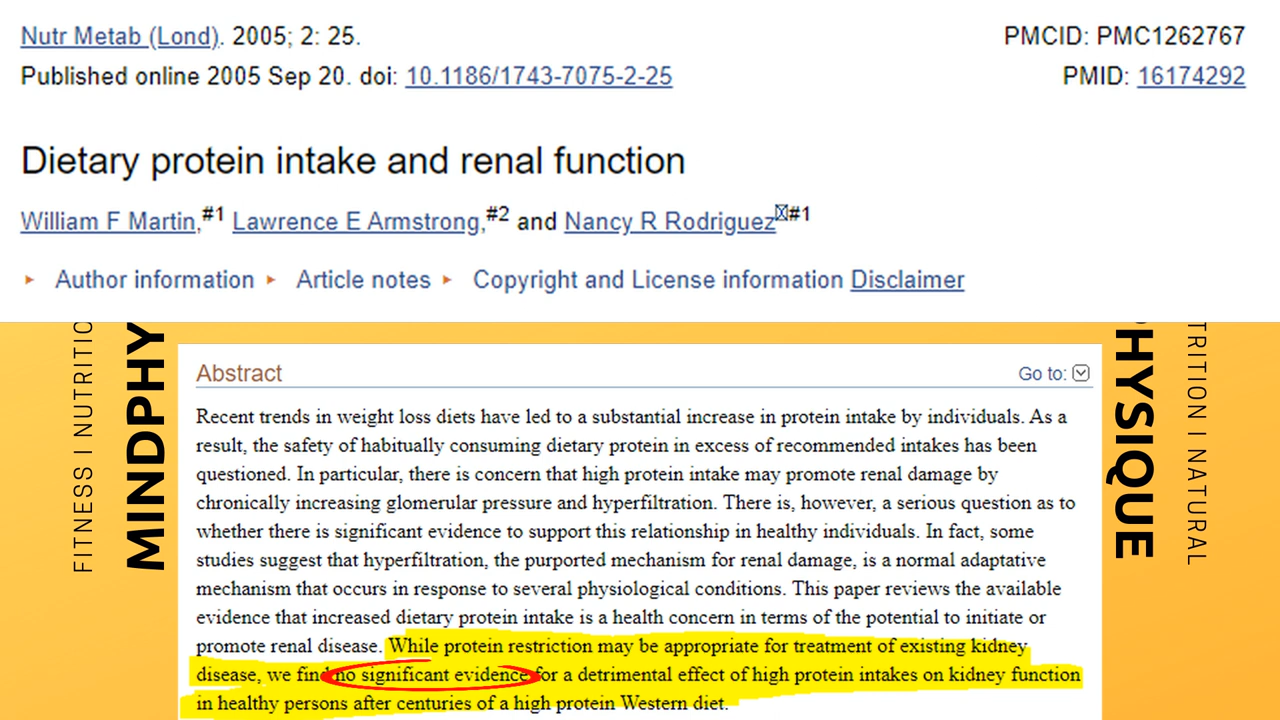 Nutr Metab (Lond). 2005; 2: 25.
PMCID: PMC1262767
Published online 2005 Sep 20. doi: 10.1186/1743-7075-2-25
PMID: 16174292
Dietary protein intake and renal function
William F Martin,#1 Lawrence E Armstrong,#2 and Nancy R Rodriguez#1
Author information Article notes Copyright and License information Disclaimer
FITNESS I NUTRITIO
MINDPHY
Abstract
Go to:
Recent trends in weight loss diets have led to a substantial increase in protein intake by individuals. As a
result, the safety of habitually consuming dietary protein in excess of recommended intakes has been
questioned. In particular, there is concern that high protein intake may promote renal damage by
chronically increasing glomerular pressure and hyperfiltration. There is, however, a serious question as to
whether there is significant evidence to support this relationship in healthy individuals. In fact, some
studies suggest that hyperfiltration, the purported mechanism for renal damage, is a normal adaptative
mechanism that occurs in response to several physiological conditions. This paper reviews the available
evidence that increased dietary protein intake is a health concern in terms of the potential to initiate or
promote renal disease. While protein restriction may be appropriate for treatment of existing kidney
disease, we find no significant evidence for a detrimental effect of high protein intakes on kidney function
in healthy persons after centuries of a high protein Western diet.
PHYSIQUE
TRITION I NATURAL